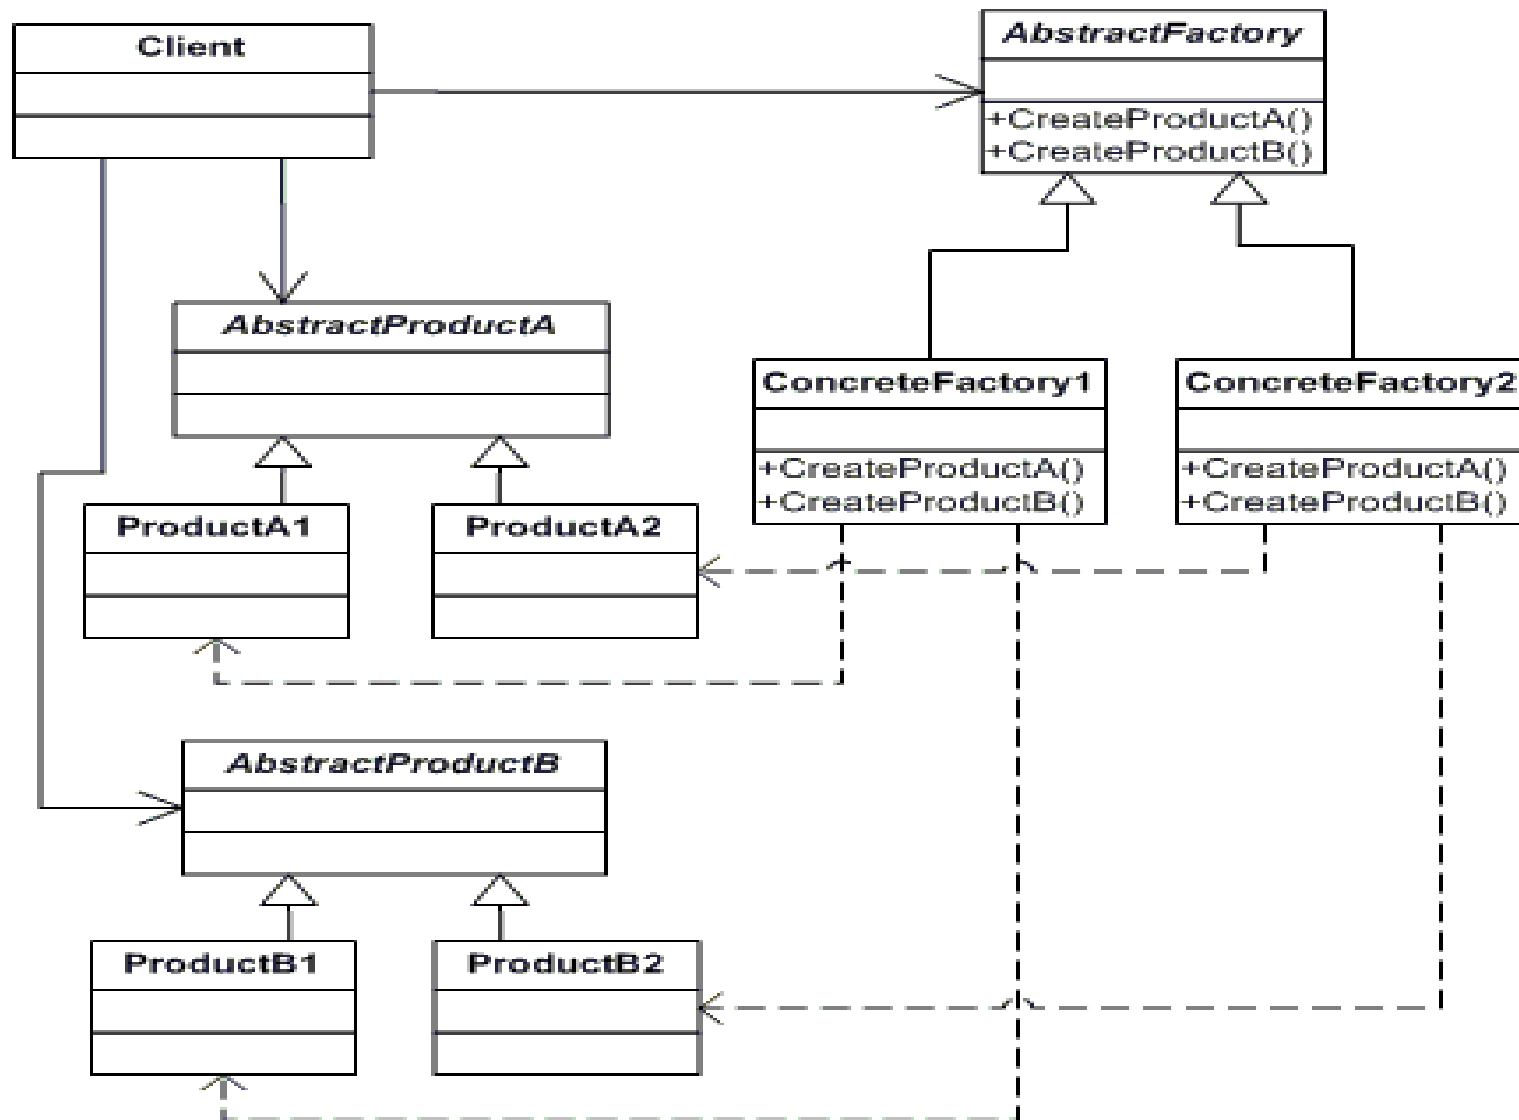 Client
AbstractFactory
+CreateProductA()
+CreateProductB()
AbstractProductA
ConcreteFactory1
+CreateProductA()
+CreateProductB()
ConcreteFactory2
+CreateProductA()
+CreateProductB()
ProductA1
ProductA2
AbstractProductB
ProductB1
ProductB2